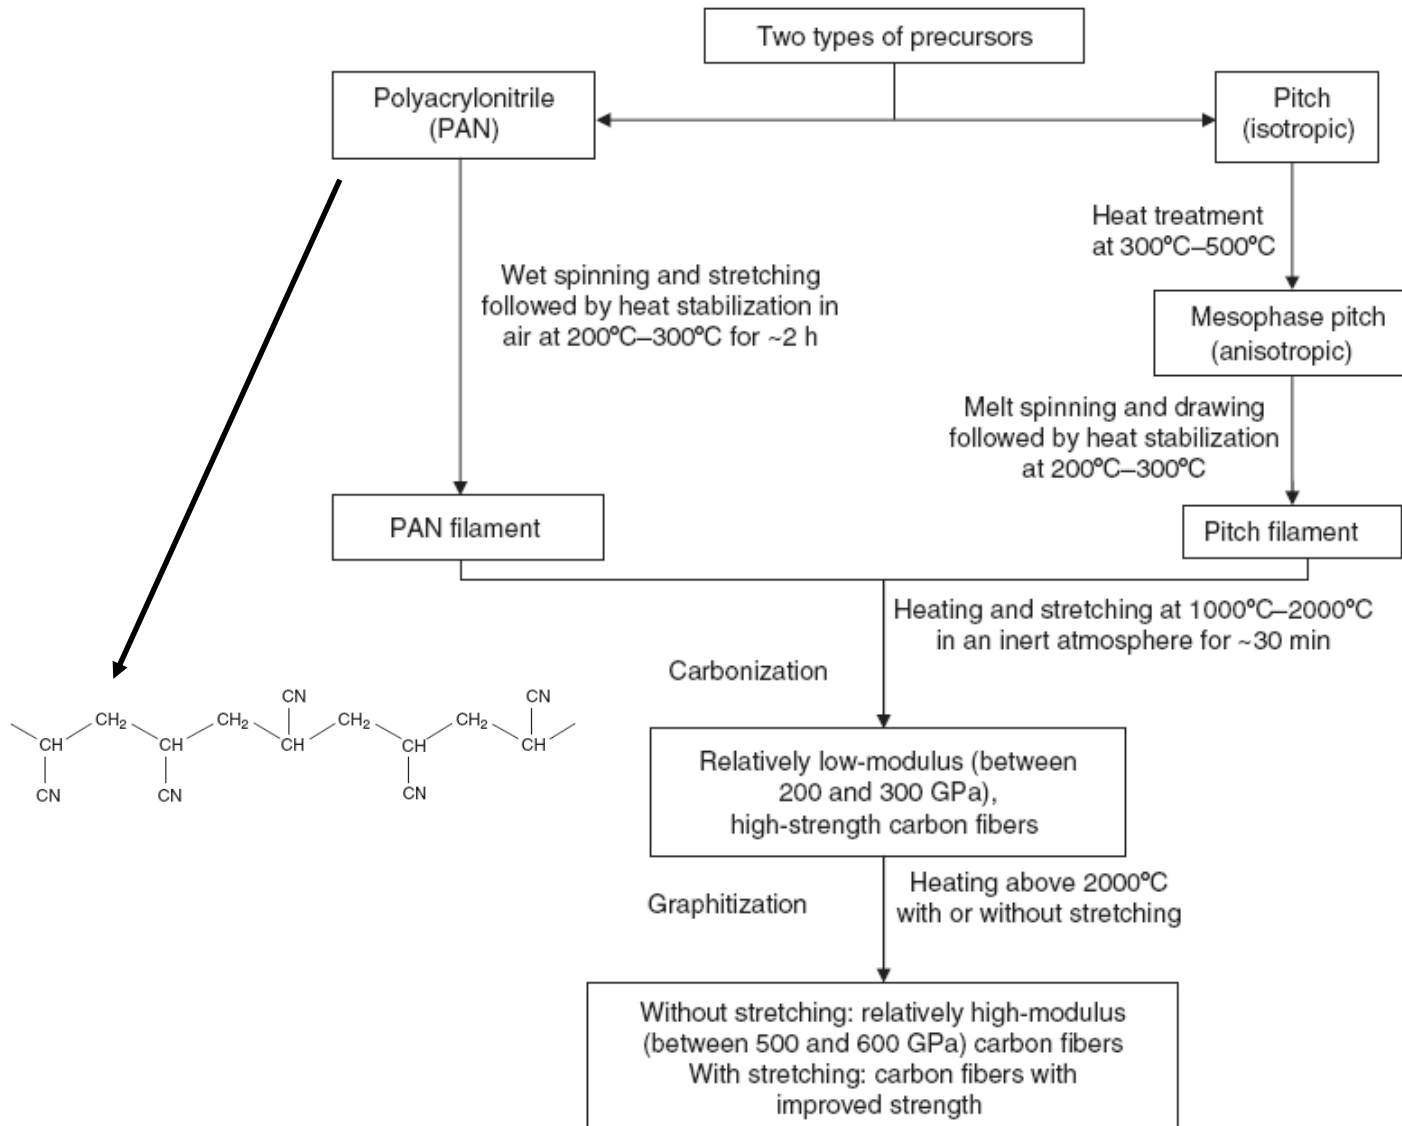 Two types of precursors
Polyacrylonitrile
(PAN)
Pitch
(isotropic)
Heat treatment
at 300°C–500°C
Wet spinning and stretching
followed by heat stabilization in
air at 200°C–300°C for ~2 h
Mesophase pitch
(anisotropic)
Melt spinning and drawing
followed by heat stabilization
at 200°C–300°C
PAN filament
Pitch filament
Heating and stretching at 1000°C–2000°C
in an inert atmosphere for ~30 min
Carbonization
CN CN
CH₂ CH₂ CH₂ CH₂
CH CH CH CH CH
CN CN CN
Relatively low-modulus (between
200 and 300 GPa),
high-strength carbon fibers
Graphitization
Heating above 2000°C
with or without stretching
Without stretching: relatively high-modulus
(between 500 and 600 GPa) carbon fibers
With stretching: carbon fibers with
improved strength